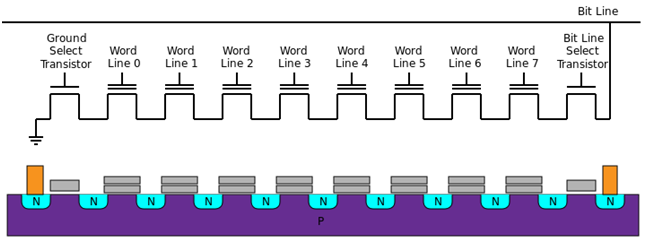 Bit Line
Ground
Select
Transistor
Word
Line 0
Word
Line 1
Word
Line 2
Word
Line 3
Word
Line 4
Word
Line 5
Word
Line 6
Word
Line 7
Bit Line
Select
Transistor
N N N N N N N N N N N
P